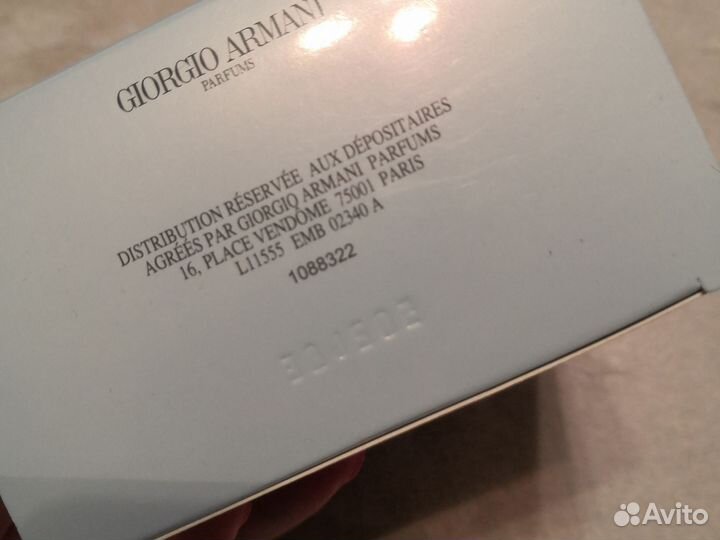 GIORGIO ARMANI
PARFUMS
DISTRIBUTION RÉSERVÉE AUX DÉPOSITAIRES
AGRÉÉS PAR GIORGIO ARMANI PARFUMS
16, PLACE VENDÔME 75001 PARIS
L11555 EMB 02340 A
1088322
Avito